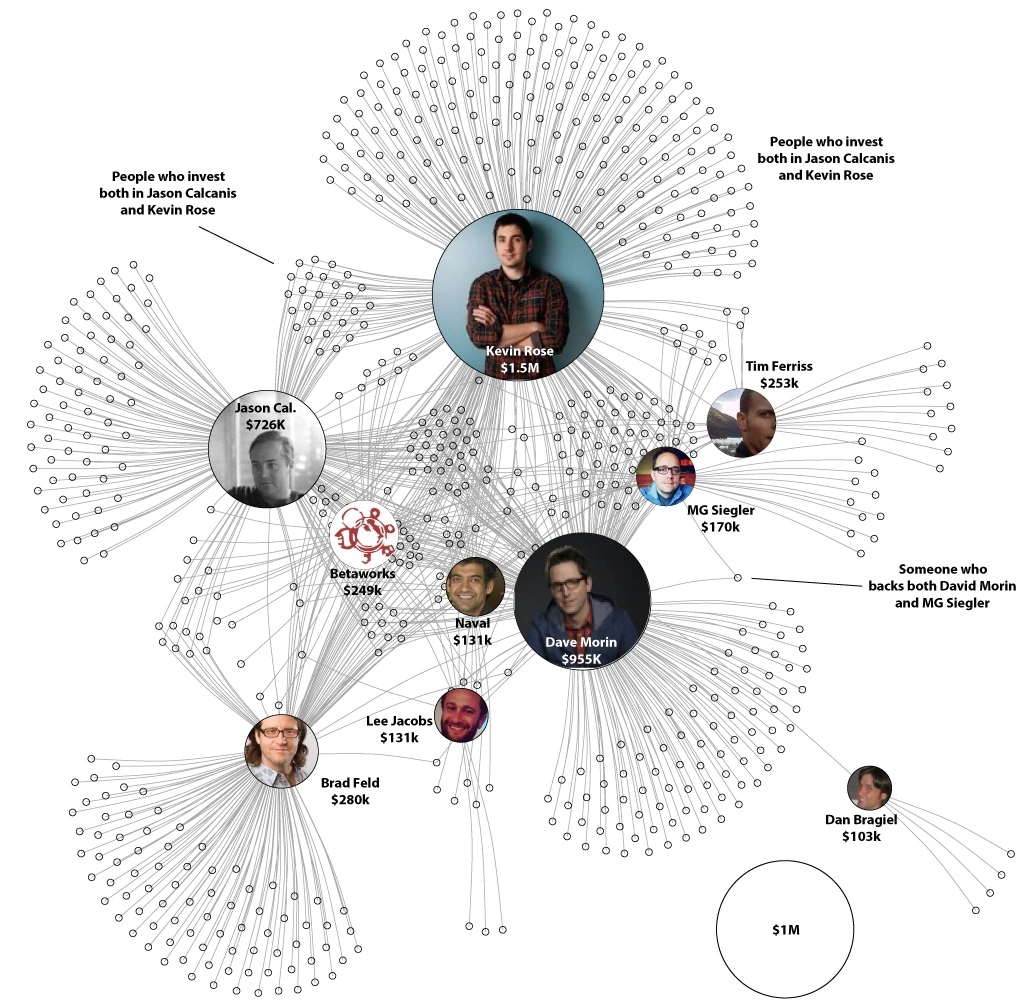 People who invest
both in Jason Calcanis
and Kevin Rose
People who invest
both in Jason Calcanis
and Kevin Rose
Kevin Rose
$1.5M
Tim Ferriss
$253k
Jason Cal.
$726K
MG Siegler
$170k
Betaworks
$249k
Someone who
backs both David Morin
and MG Siegler
Naval
$131k
Dave Morin
$955K
Lee Jacobs
$131k
Brad Feld
$280k
Dan Bragiel
$103k
$1M